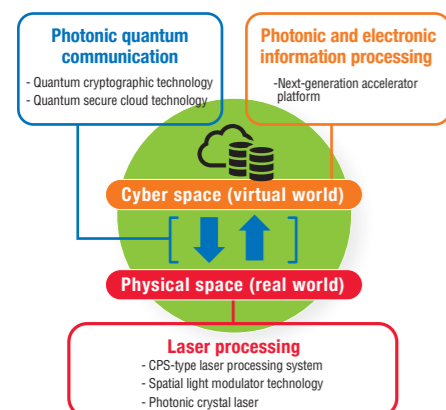 Photonic quantum
communication
- Quantum cryptographic technology
- Quantum secure cloud technology
Photonic and electronic
information processing
-Next-generation accelerator
platform
Cyber space (virtual world)
Physical space (real world)
Laser processing
- CPS-type laser processing system
- Spatial light modulator technology
- Photonic crystal laser